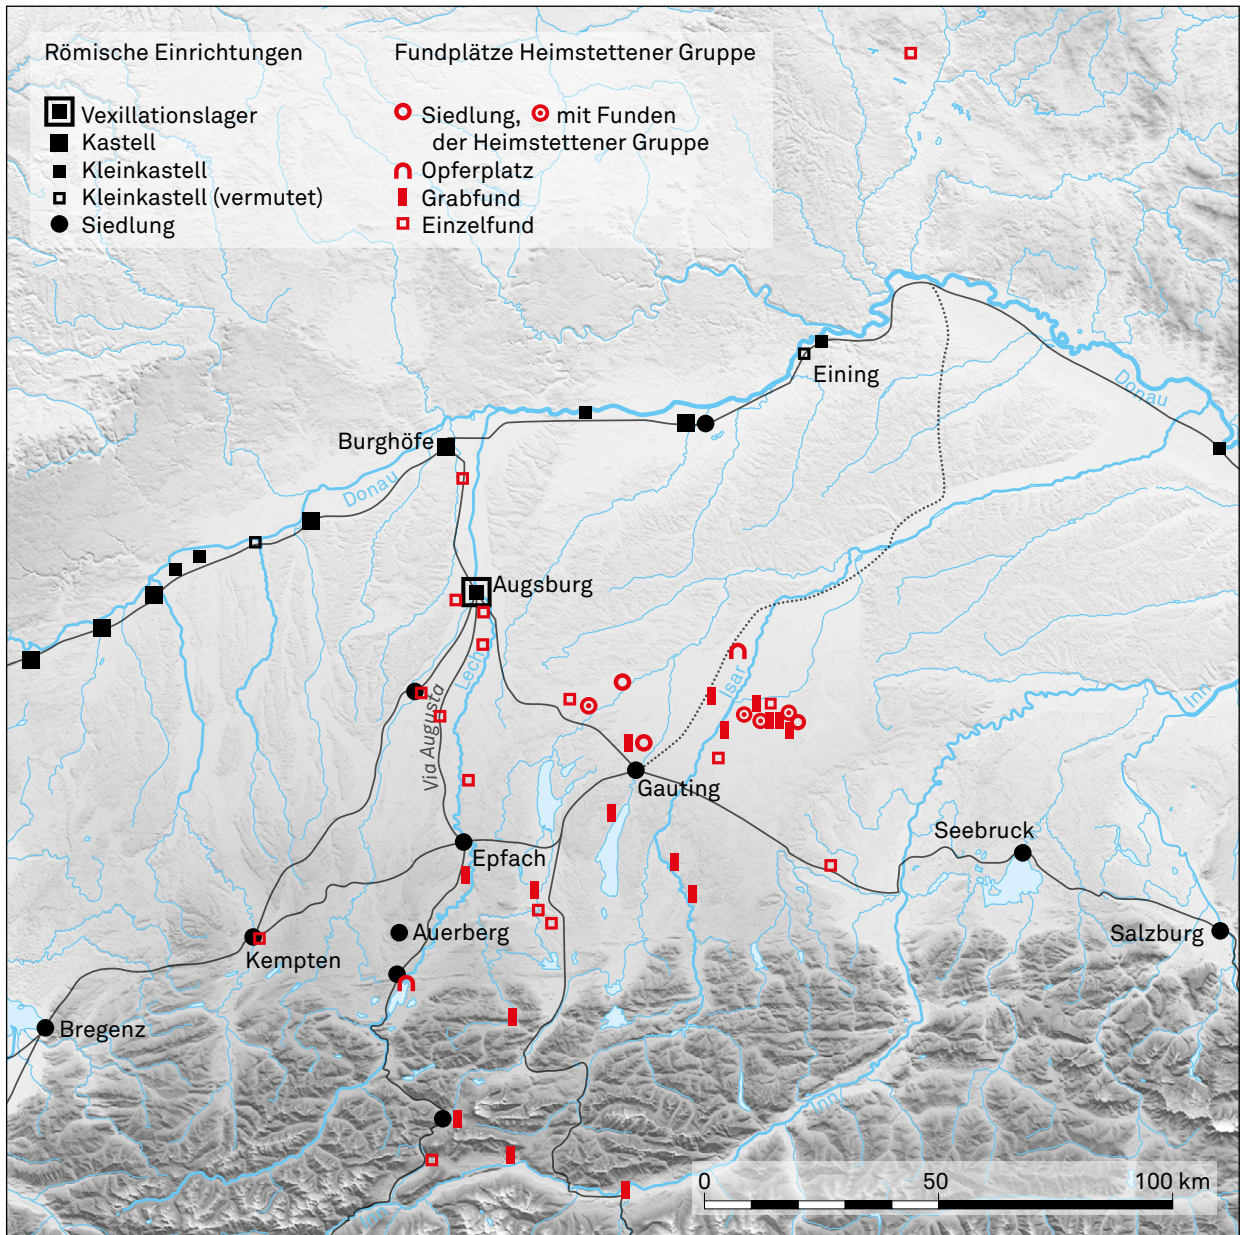 Römische Einrichtungen
Vexillationslager
Kastell
Kleinkastell
Kleinkastell (vermutet)
Siedlung
Fundplätze Heimstettener Gruppe
Siedlung, mit Funden
der Heimstettener Gruppe
Opferplatz
Grabfund
Einzelfund
Eining
Donau
Burghöfe
Donau
Augsburg
Lech
Isar
Inn
Via Augusta
Gauting
Seebruck
Epfach
Auerberg
Salzburg
Kempten
Bregenz
Inn
0 50 100 km
Inn